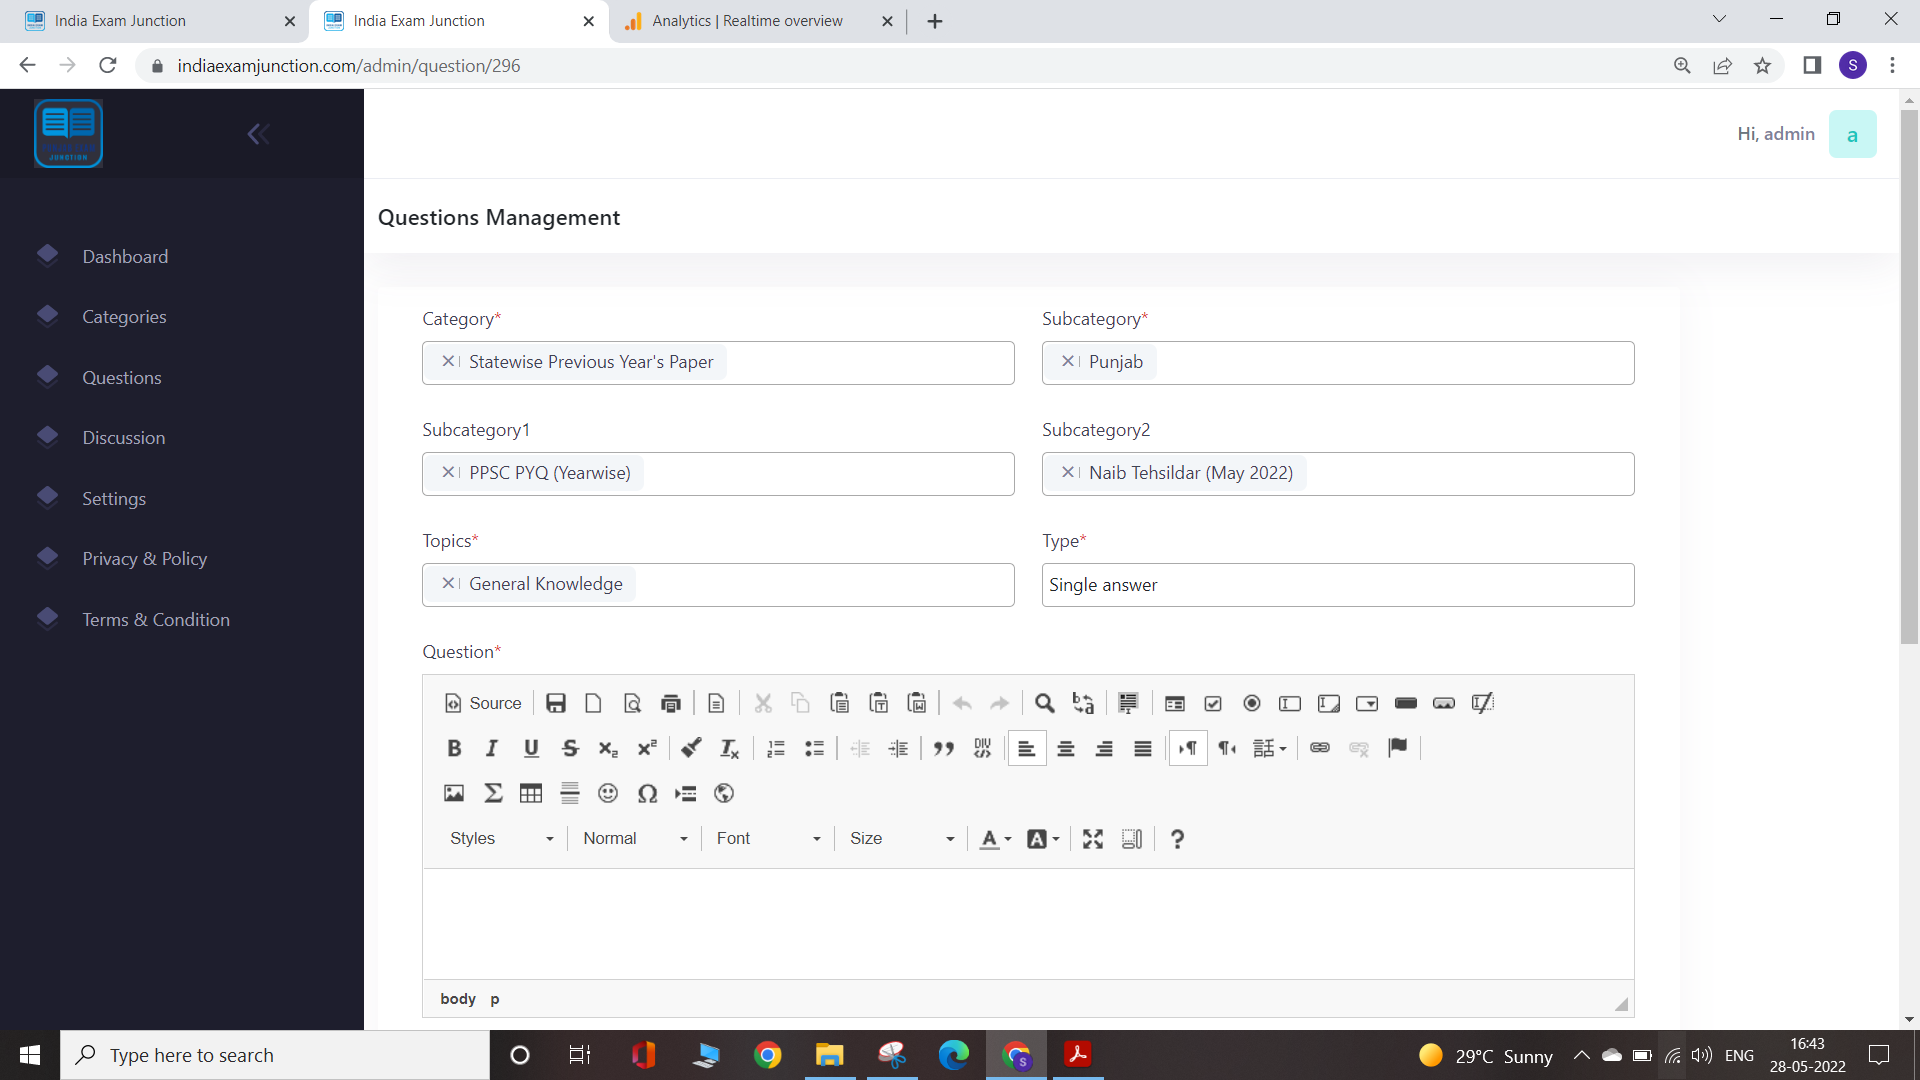 India Exam Junction
India Exam Junction
Analytics | Realtime overview
indiaexamjunction.com/admin/question/296
S
JUNCTION
Hi, admin
a
Questions Management
Dashboard
Categories
Questions
Discussion
Settings
Privacy & Policy
Terms & Condition
Category*
Subcategory*
Statewise Previous Year's Paper
Punjab
Subcategory1
Subcategory2
PPSC PYQ (Yearwise)
Naib Tehsildar (May 2022)
Topics*
Type*
General Knowledge
Single answer
Question*
Source
Styles
Normal
Font
Size
body p
Type here to search
29°C Sunny
ENG
16:43
28-05-2022